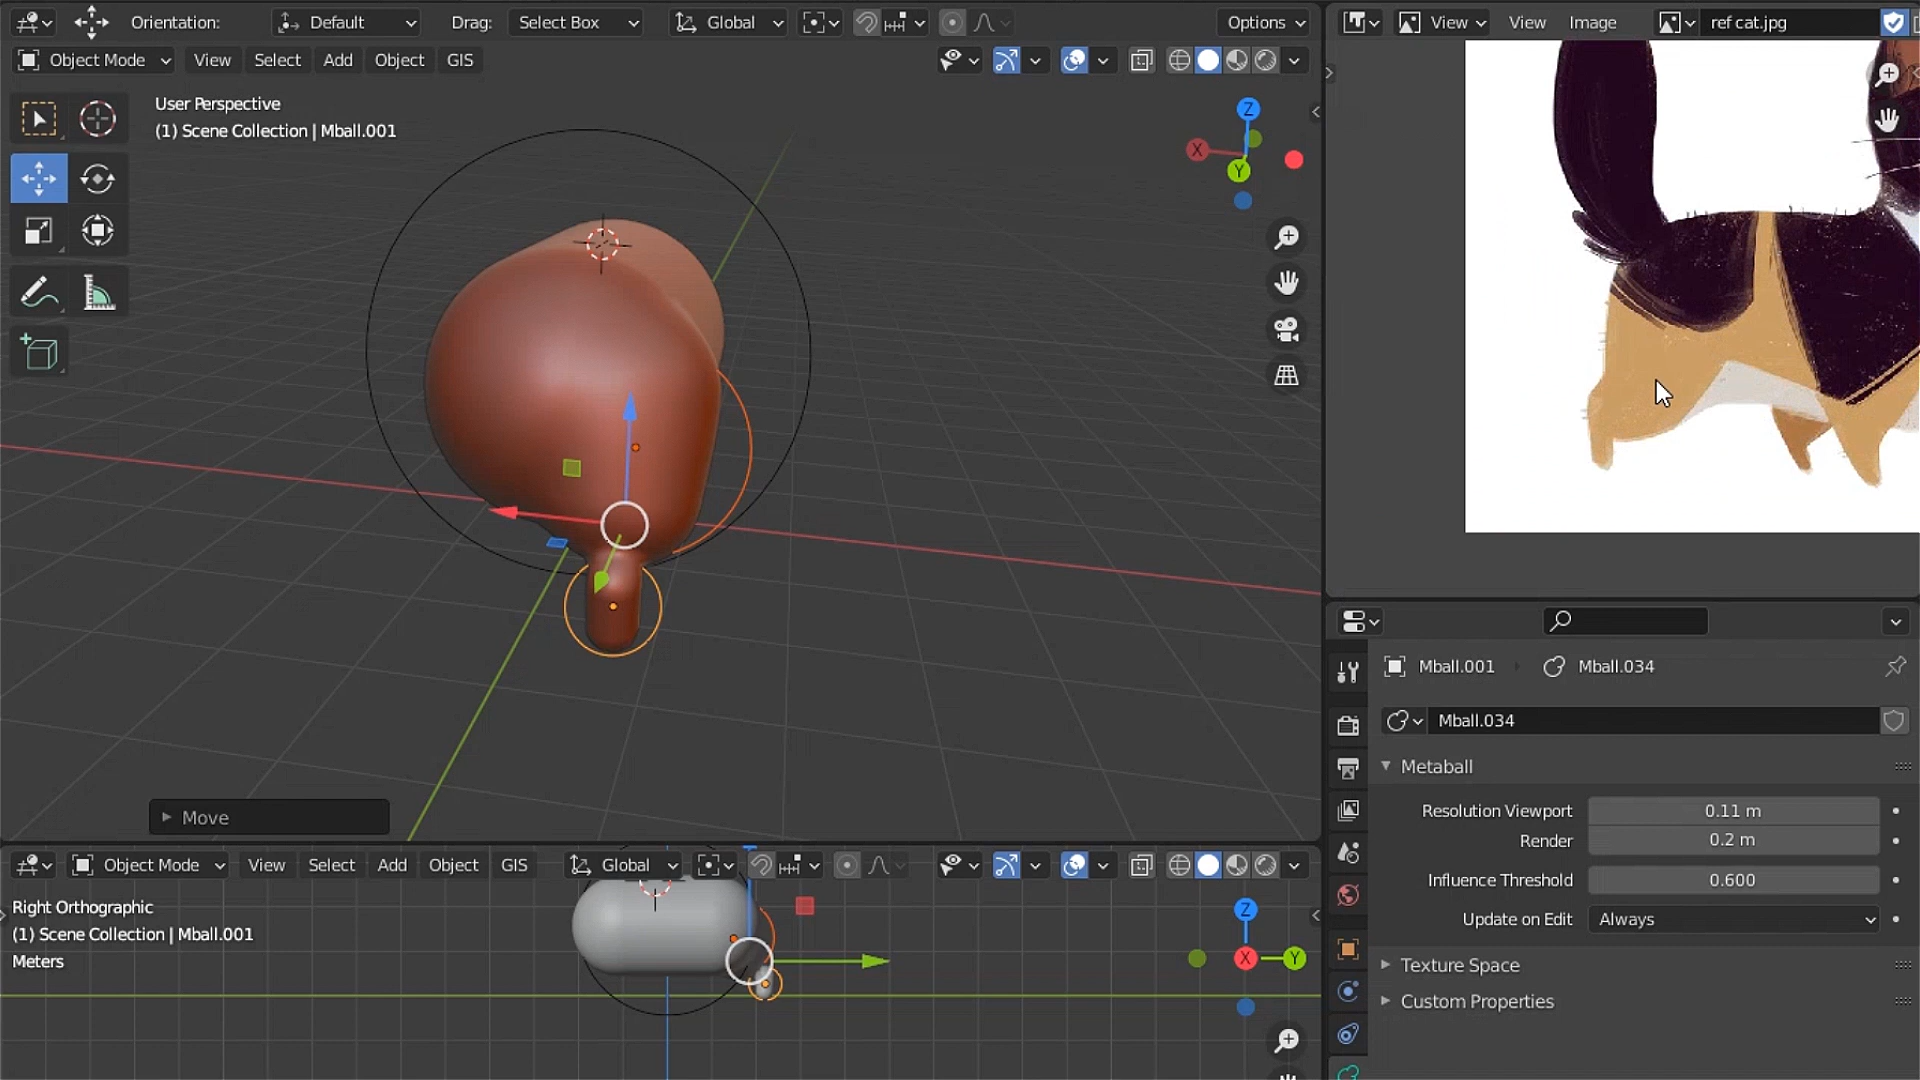 Orientation: Default Drag: Select Box Global Options
Object Mode View Select Add Object GIS
User Perspective
(1) Scene Collection | Mball.001
Z
X
Y
Move
Object Mode View Select Add Object GIS Global
Right Orthographic
(1) Scene Collection | Mball.001
Meters
Z
X
Y
View View Image ref cat.jpg
Mball.001 Mball.034
Mball.034
Metaball
Resolution Viewport 0.11 m
Render 0.2 m
Influence Threshold 0.600
Update on Edit Always
Texture Space
Custom Properties